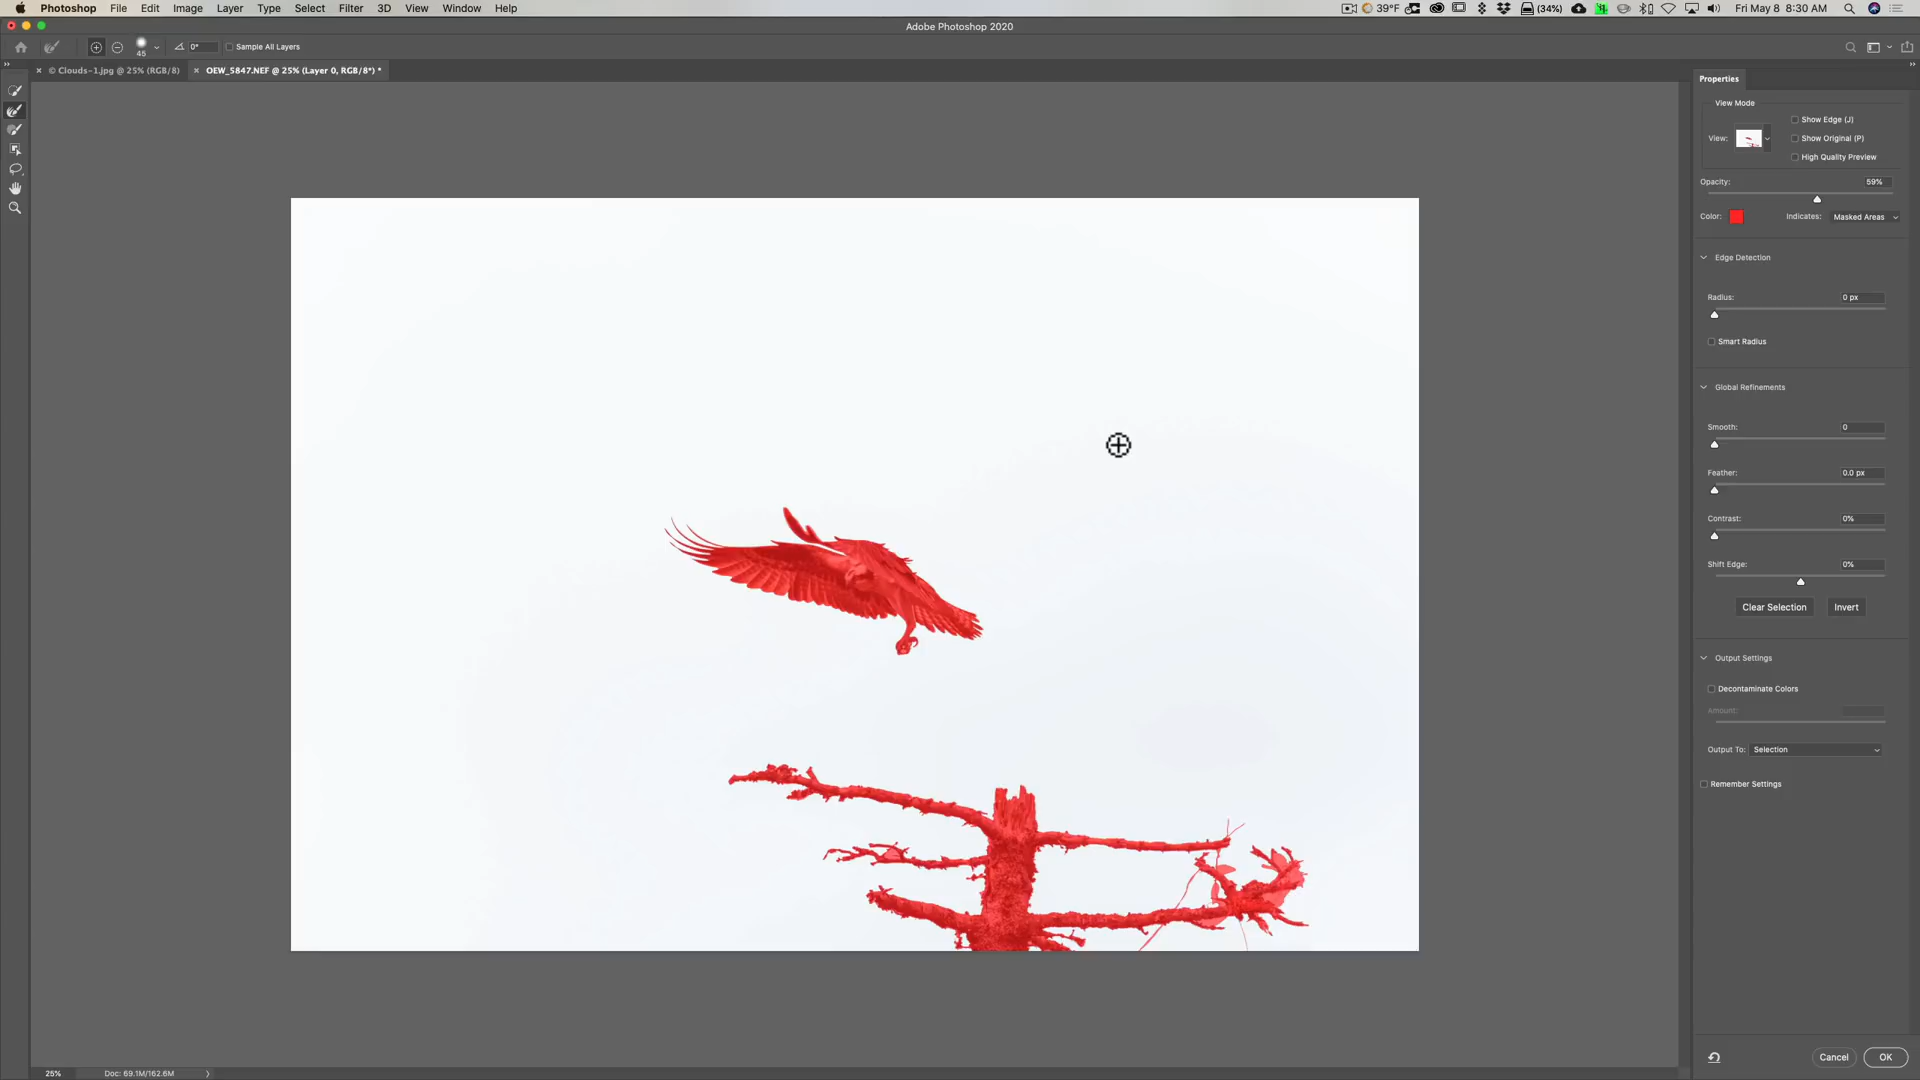 Photoshop File Edit Image Layer Type Select Filter 3D View Window Help
39°F (34%) Fri May 8 8:30 AM
Adobe Photoshop 2020
45 0° Sample All Layers
© Clouds-1.jpg @ 25% (RGB/8) OEW_5847.NEF @ 25% (Layer 0, RGB/8*) *
Properties
View Mode
Show Edge (J)
View: Show Original (P)
High Quality Preview
Opacity: 59%
Color: Indicates: Masked Areas
Edge Detection
Radius: 0 px
Smart Radius
Global Refinements
Smooth: 0
Feather: 0.0 px
Contrast: 0%
Shift Edge: 0%
Clear Selection Invert
Output Settings
Decontaminate Colors
Amount:
Output To: Selection
Remember Settings
Cancel OK
25% Doc: 69.1M/162.6M